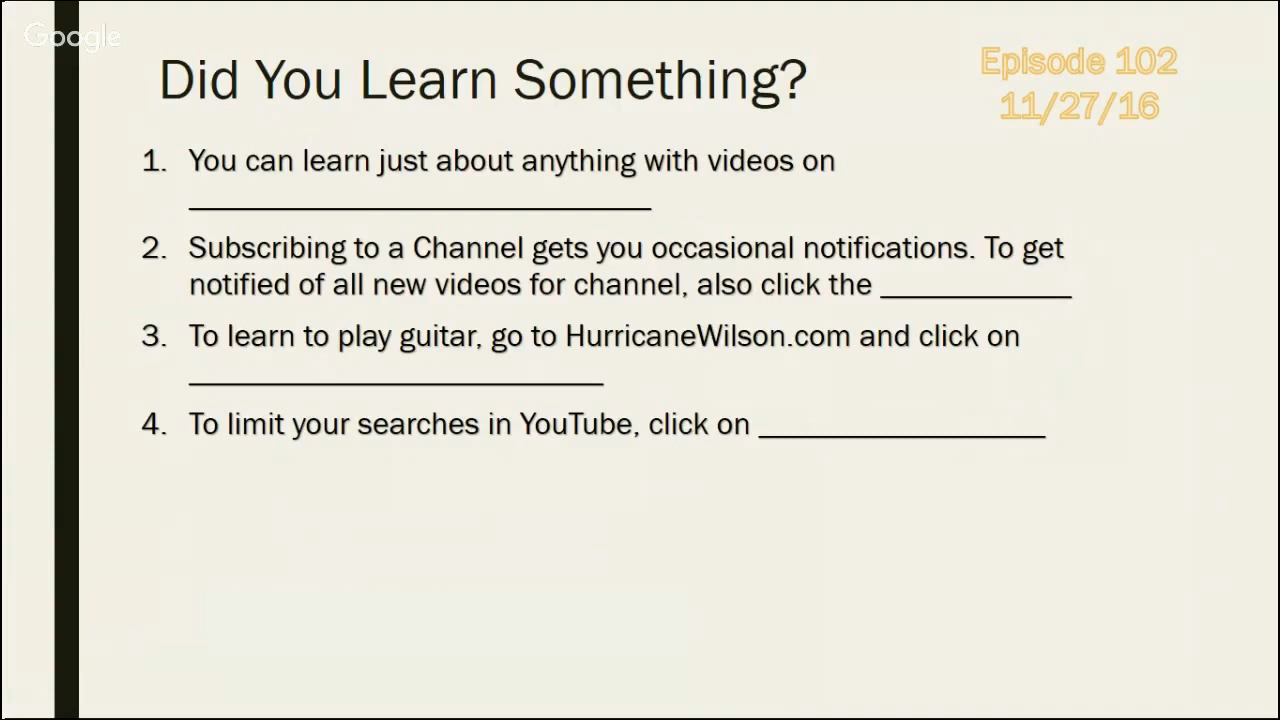 Google
Did You Learn Something?
Episode 102
11/27/16
1. You can learn just about anything with videos on
____________________________
2. Subscribing to a Channel gets you occasional notifications. To get
notified of all new videos for channel, also click the ____________
3. To learn to play guitar, go to HurricaneWilson.com and click on
_________________________
4. To limit your searches in YouTube, click on __________________